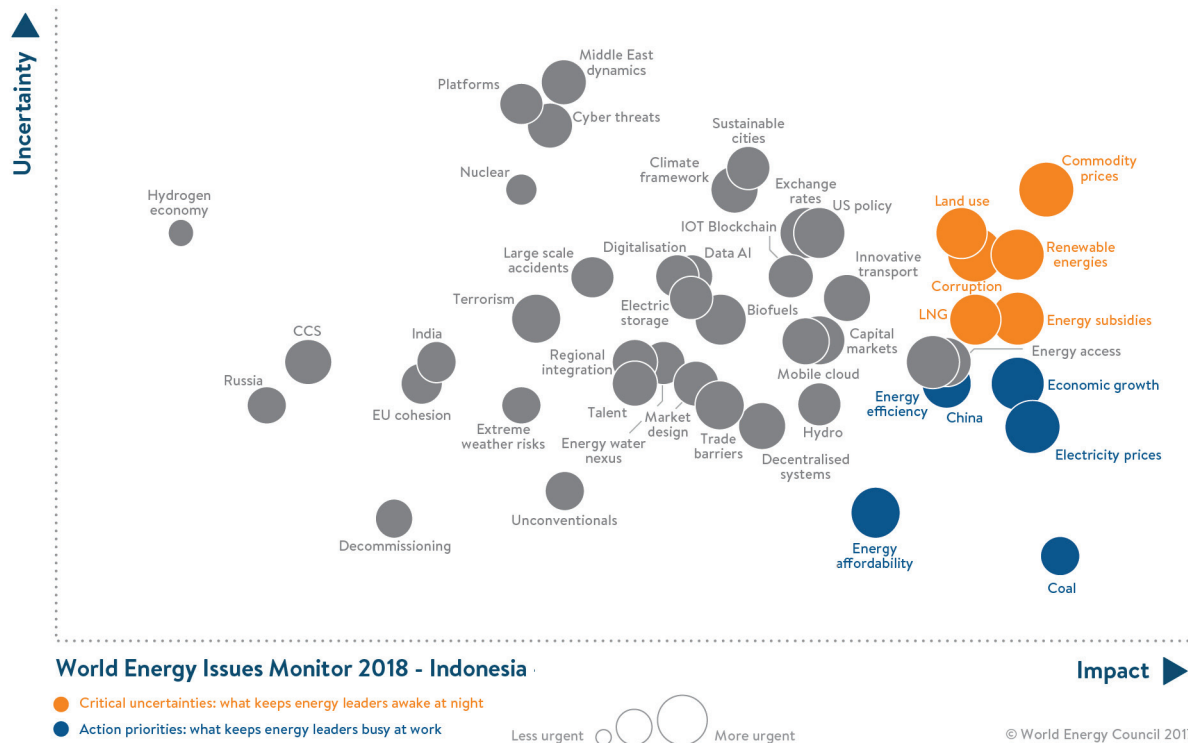 Uncertainty
Middle East
dynamics
Platforms
Cyber threats
Sustainable
cities
Climate
framework
Nuclear
Commodity
prices
Hydrogen
economy
Exchange
rates
US policy
Land use
IOT Blockchain
Digitalisation
Data AI
Large scale
accidents
Innovative
transport
Renewable
energies
Corruption
Terrorism
Electric
storage
Biofuels
LNG
Energy subsidies
CCS
India
Capital
markets
Energy access
Regional
integration
Mobile cloud
Russia
EU cohesion
Talent
Market
design
Energy
efficiency
China
Economic growth
Extreme
weather risks
Energy water
nexus
Trade
barriers
Hydro
Decentralised
systems
Electricity prices
Unconventionals
Decommissioning
Energy
affordability
Coal
World Energy Issues Monitor 2018 - Indonesia
Impact
Critical uncertainties: what keeps energy leaders awake at night
Action priorities: what keeps energy leaders busy at work
Less urgent
More urgent
© World Energy Council 201